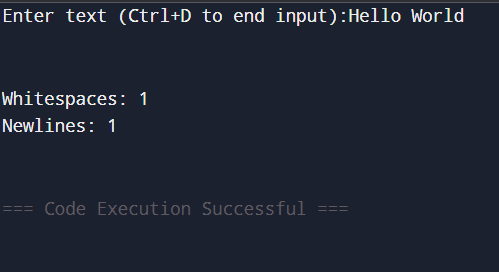 Enter text (Ctrl+D to end input):Hello World
Whitespaces: 1
Newlines: 1
=== Code Execution Successful ===